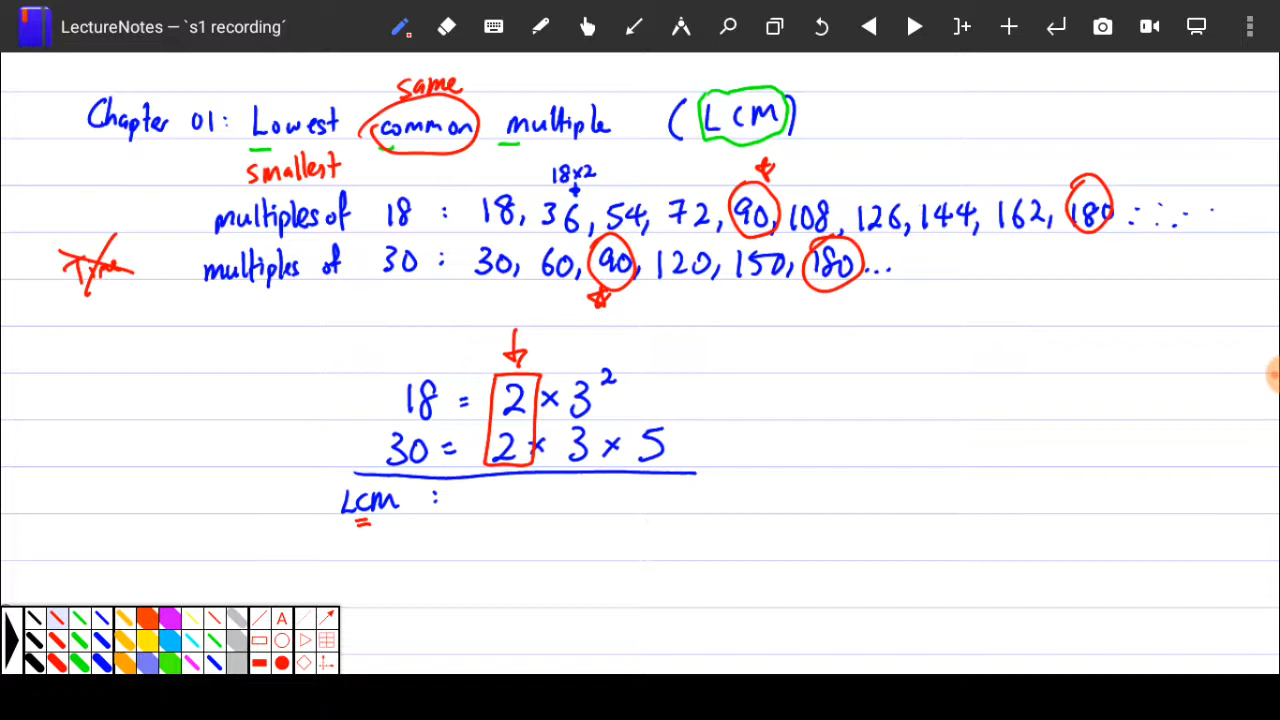 LectureNotes — `s1 recording´
same
Chapter 01: Lowest common multiple (LCM)
smallest
18×2
multiples of 18 : 18, 36, 54, 72, 90, 108, 126, 144, 162, 180
Type
multiples of 30 : 30, 60, 90, 120, 150, 180...
18 = 2 × 3²
30 = 2 × 3 × 5
LCM :
A